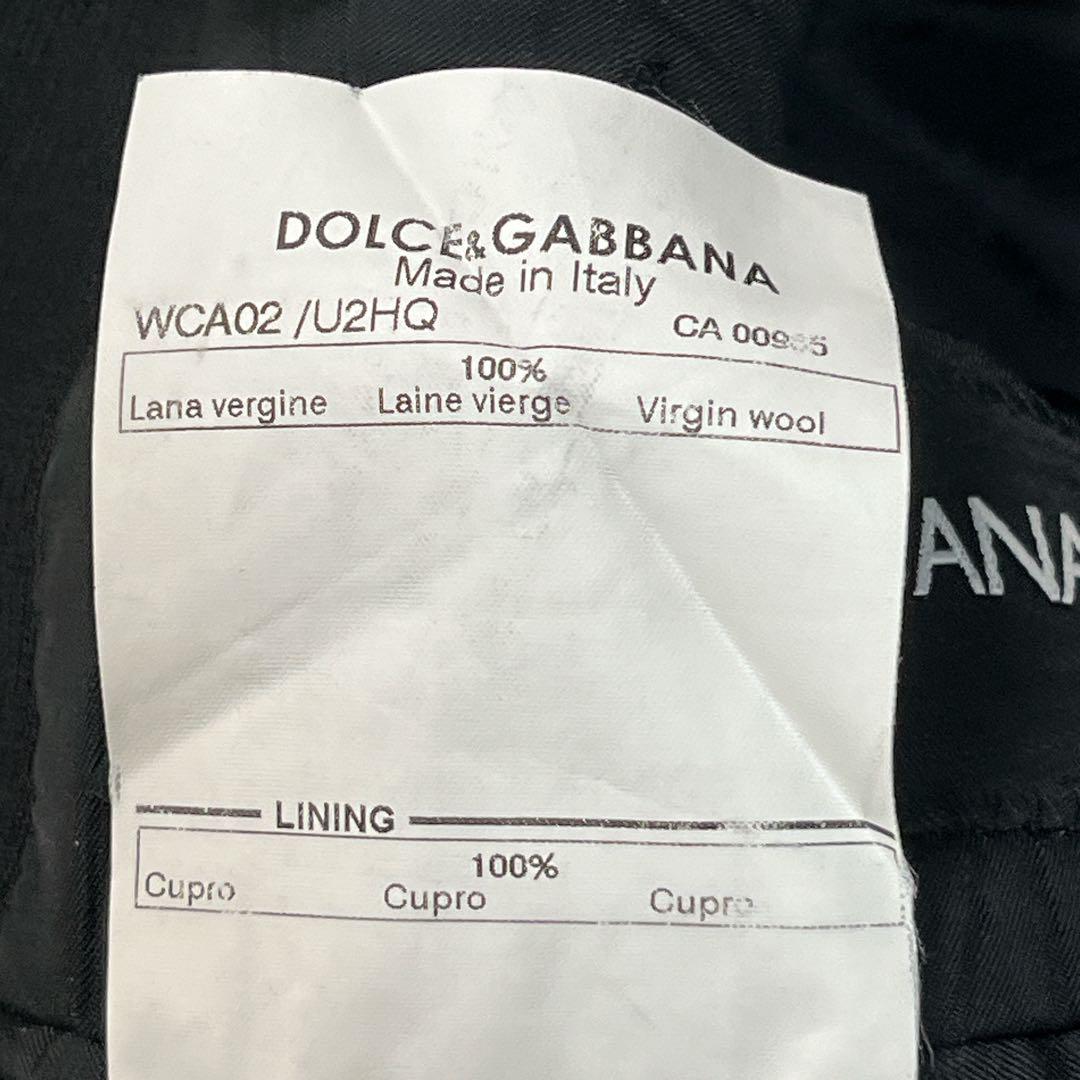 DOLCE&GABBANA
Made in Italy
WCA02 /U2HQ
100%
Lana vergine Laine vierge Virgin wool
ANA
LINING
100%
Cupro Cupro Cupro